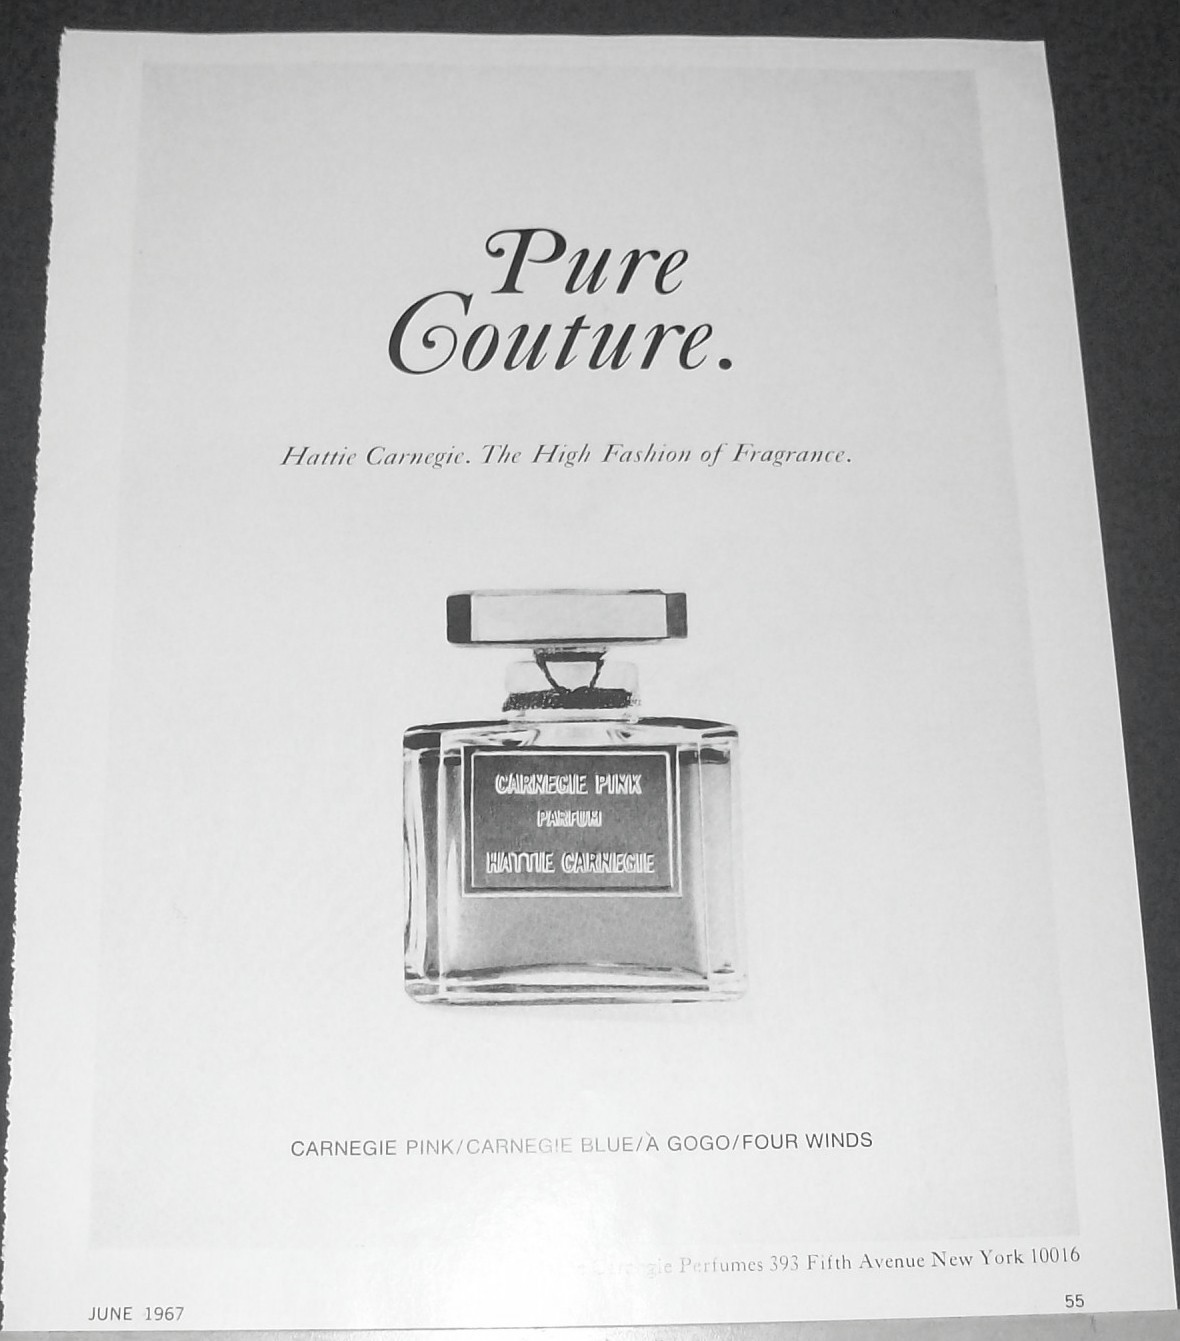 Pure
Couture.
Hattie Carnegie. The High Fashion of Fragrance.
CARNEGIE PINK
PARFUM
HATTIE CARNEGIE
CARNEGIE PINK/CARNEGIE BLUE/À GOGO/FOUR WINDS
Carnegie Perfumes 393 Fifth Avenue New York 10016
JUNE 1967
55